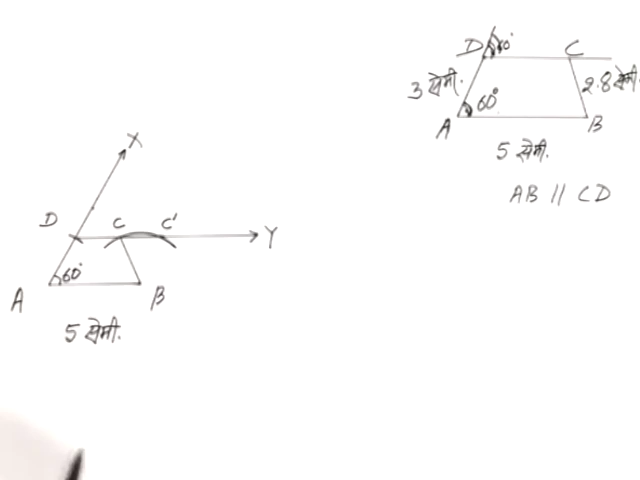 D 60° C
3 सेमी. 2.8 सेमी.
60°
A B
5 सेमी.
AB // CD
X
D C C' Y
60°
A B
5 सेमी.